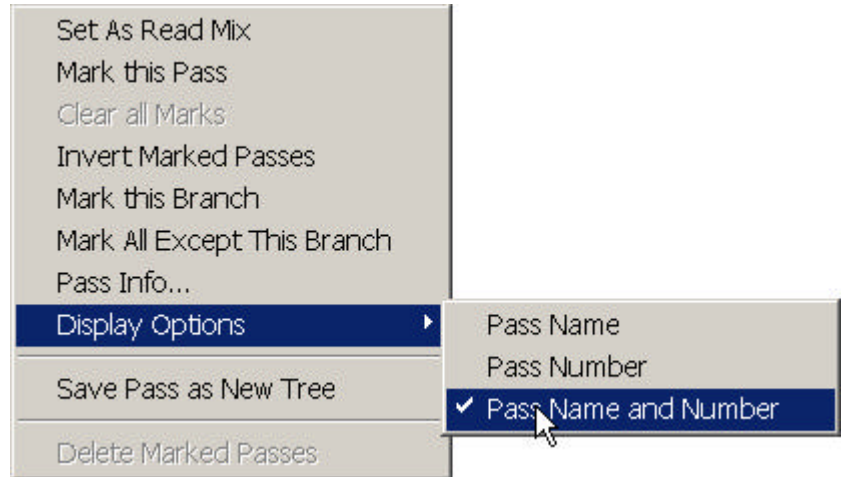 Set As Read Mix
Mark this Pass
Clear all Marks
Invert Marked Passes
Mark this Branch
Mark All Except This Branch
Pass Info...
Display Options
Pass Name
Pass Number
Pass Name and Number
Save Pass as New Tree
Delete Marked Passes